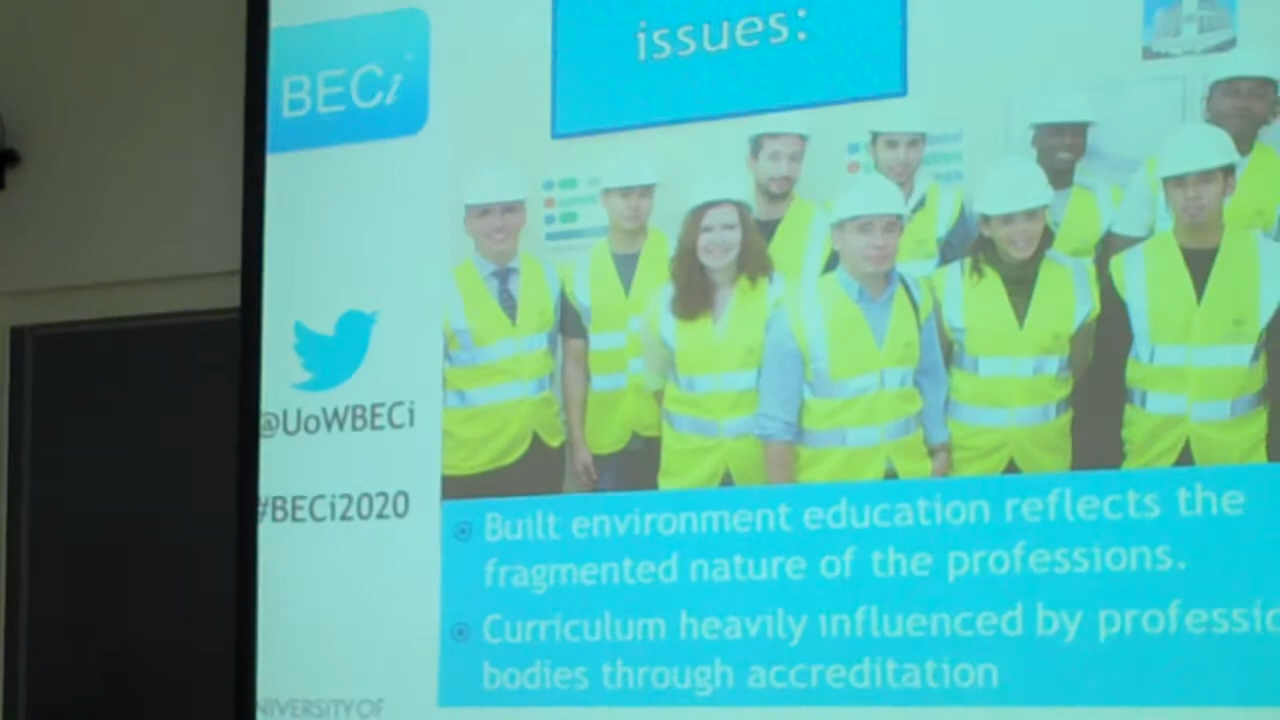 BECi
issues:
@UoWBECi
#BECi2020
Built environment education reflects the
fragmented nature of the professions.
Curriculum heavily influenced by professio
bodies through accreditation
NIVERSITY OF